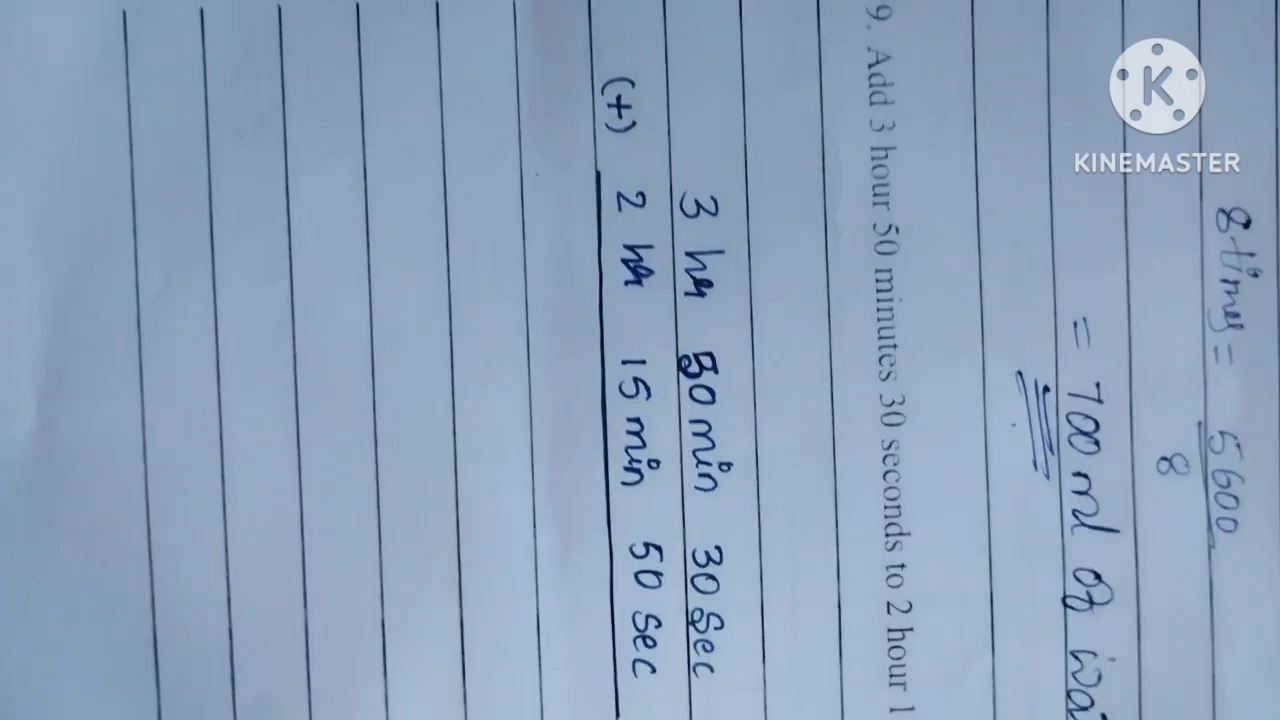 8 times = 5600
8
= 700 ml of
9. Add 3 hour 50 minutes 30 seconds to 2 hour 1
3 hr 50 min 30 Sec
(+) 2 hr 15 min 50 sec
K
KINEMASTER